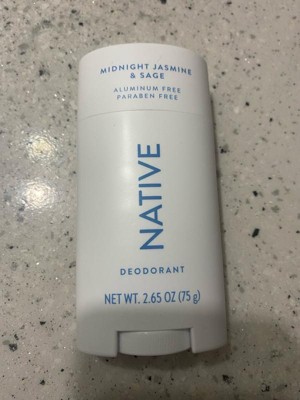 MIDNIGHT JASMINE
& SAGE
ALUMINUM FREE
PARABEN FREE
NATIVE
DEODORANT
NET WT. 2.65 OZ (75 g)